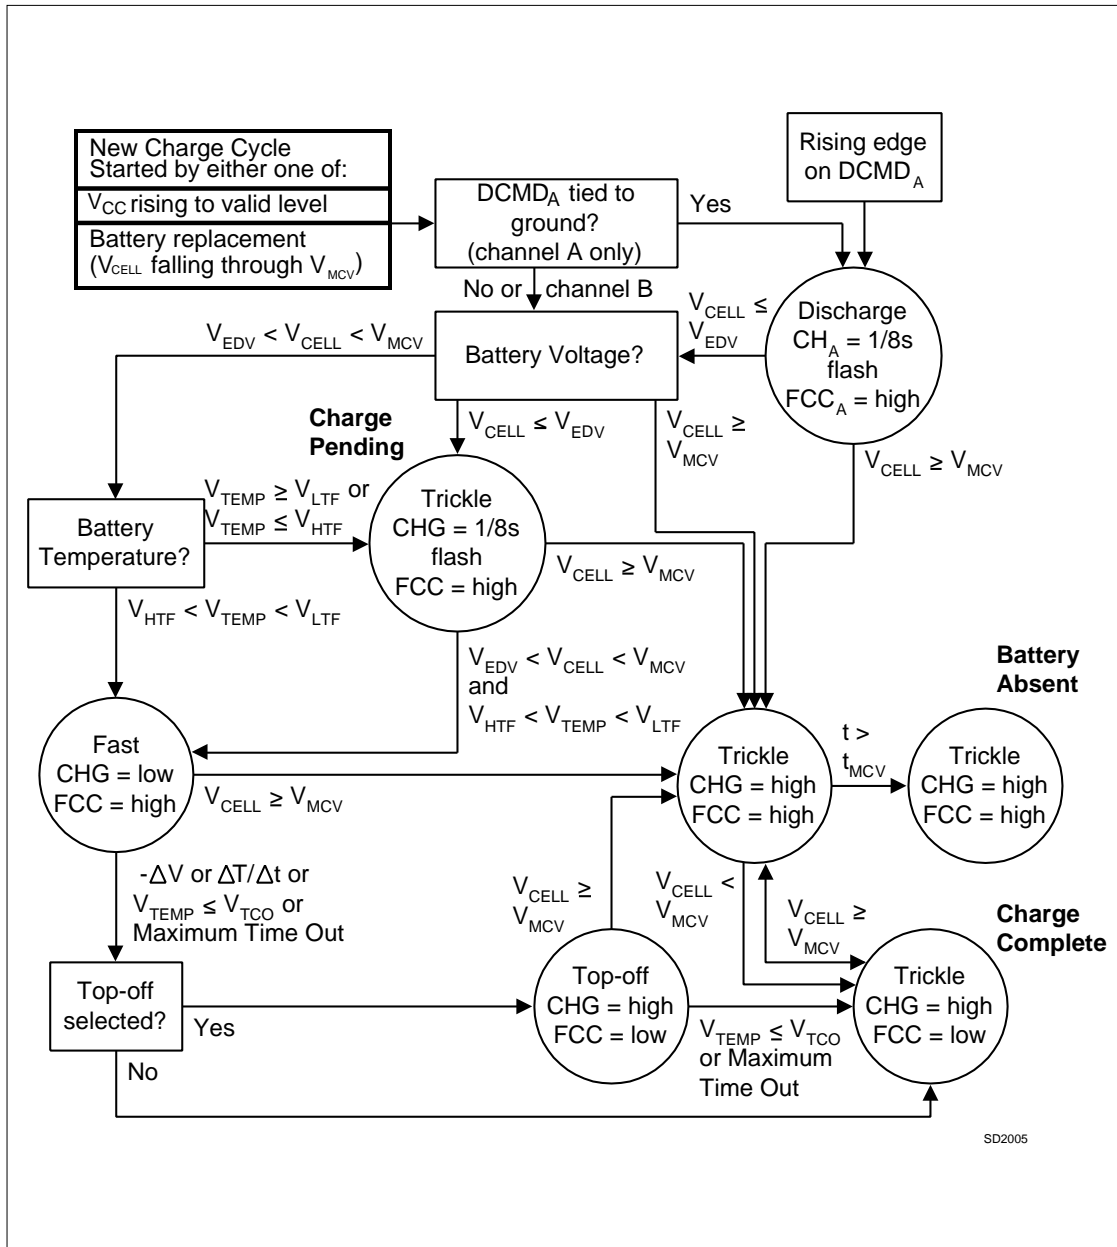 New Charge Cycle
Started by either one of:
VCC rising to valid level
Battery replacement
(VCELL falling through VMCV)
DCMDA tied to
ground?
(channel A only)
Yes
Rising edge
on DCMDA
No or channel B
VCELL ≤
VEDV
Discharge
CHA = 1/8s
flash
FCCA = high
VEDV < VCELL < VMCV
Battery Voltage?
Charge
Pending
VCELL ≤ VEDV
VCELL ≥
VMCV
VCELL ≥ VMCV
Battery
Temperature?
VTEMP ≥ VLTF or
VTEMP ≤ VHTF
Trickle
CHG = 1/8s
flash
FCC = high
VCELL ≥ VMCV
VHTF < VTEMP < VLTF
VEDV < VCELL < VMCV
and
VHTF < VTEMP < VLTF
Battery
Absent
Fast
CHG = low
FCC = high
VCELL ≥ VMCV
Trickle
CHG = high
FCC = high
t >
tMCV
Trickle
CHG = high
FCC = high
-ΔV or ΔT/Δt or
VTEMP ≤ VTCO or
Maximum Time Out
VCELL ≥
VMCV
VCELL <
VMCV
VCELL ≥
VMCV
Charge
Complete
Top-off
selected?
Yes
No
Top-off
CHG = high
FCC = low
VTEMP ≤ VTCO
or Maximum
Time Out
Trickle
CHG = high
FCC = low
SD2005